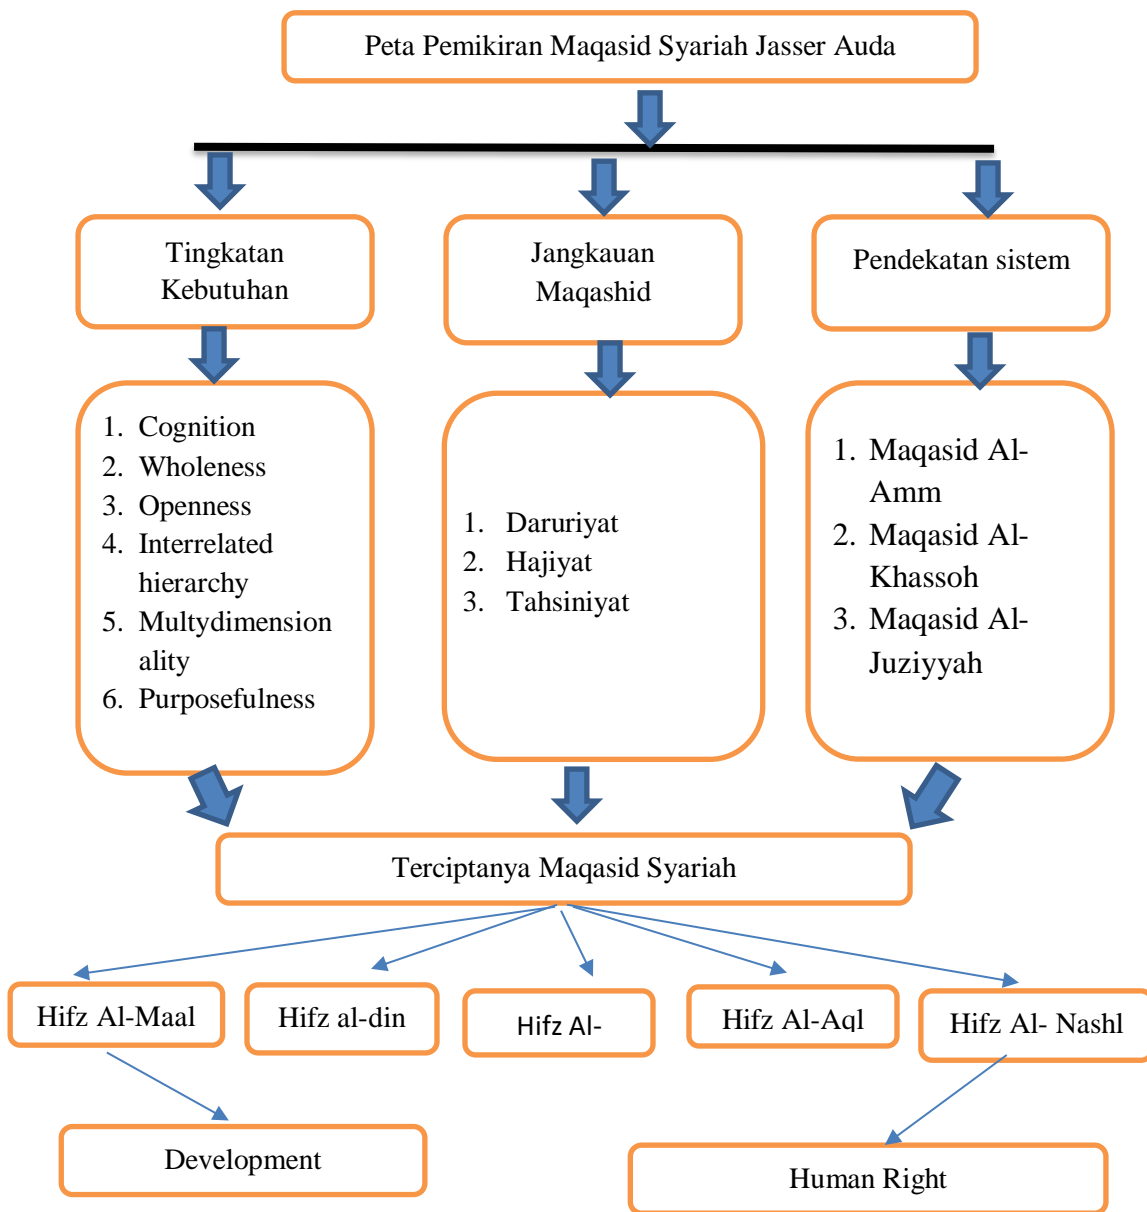 Peta Pemikiran Maqasid Syariah Jasser Auda
Tingkatan
Kebutuhan
Jangkauan
Maqashid
Pendekatan sistem
1. Cognition
2. Wholeness
3. Openness
4. Interrelated
hierarchy
5. Multydimension
ality
6. Purposefulness
1. Daruriyat
2. Hajiyat
3. Tahsiniyat
1. Maqasid Al-
Amm
2. Maqasid Al-
Khassoh
3. Maqasid Al-
Juziyyah
Terciptanya Maqasid Syariah
Hifz Al-Maal
Hifz al-din
Hifz Al-
Hifz Al-Aql
Hifz Al- Nashl
Development
Human Right